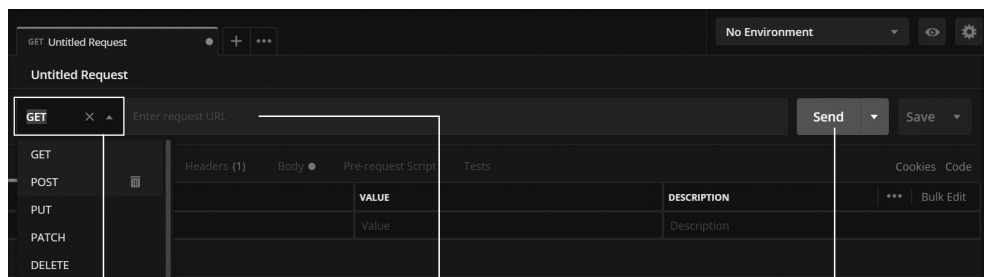 GET Untitled Request
No Environment
Untitled Request
GET Enter request URL Send Save
GET
Headers (1) Body Pre-request Script Tests Cookies Code
POST
VALUE DESCRIPTION Bulk Edit
PUT
Value Description
PATCH
DELETE